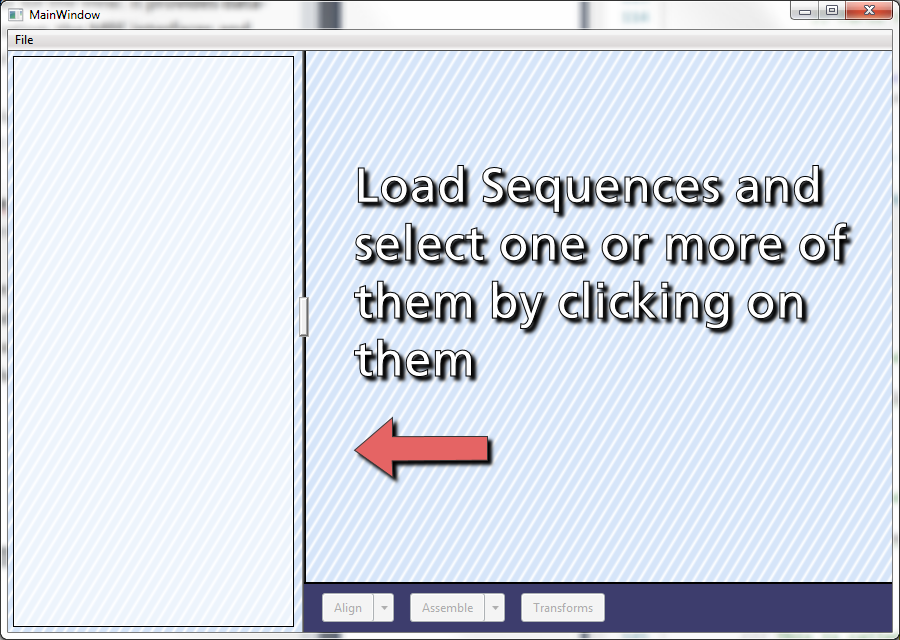 MainWindow
File
Load Sequences and
select one or more of
them by clicking on
them
Align
Assemble
Transforms